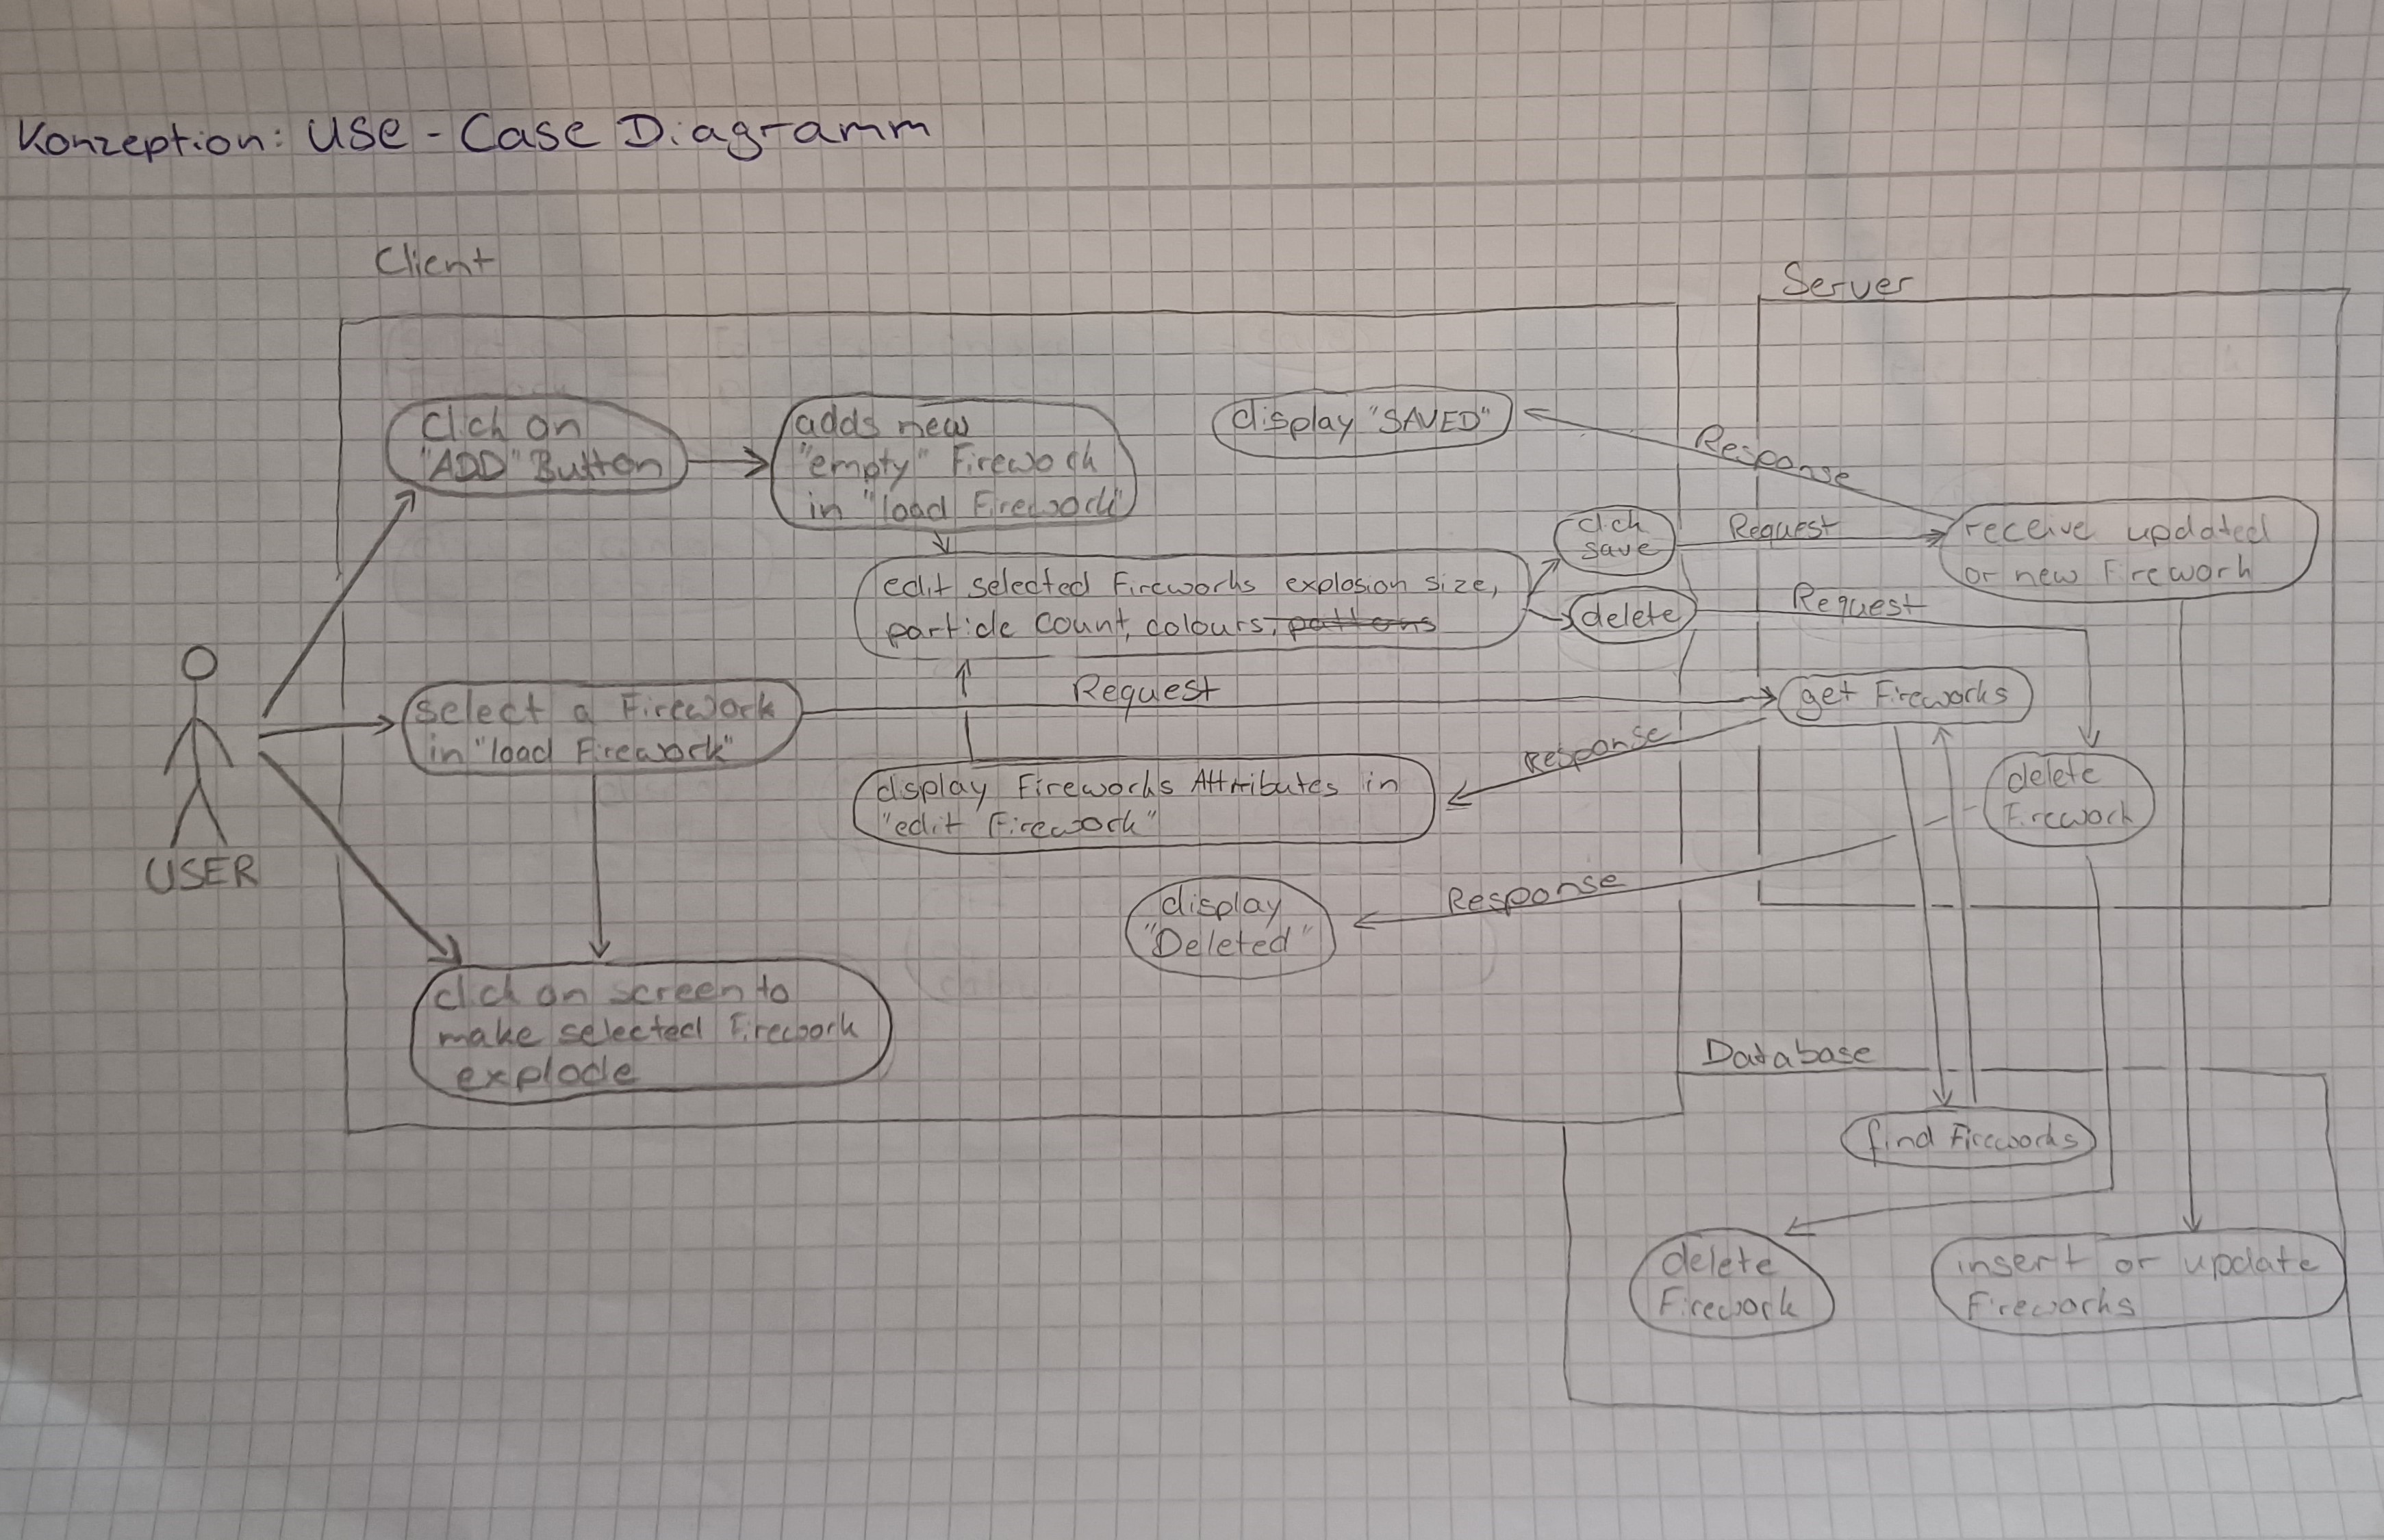 Konzeption: Use-Case Diagramm
Client
Server
click on
"ADD" Button
adds new
"empty" Firework
in "load Firework"
display "SAVED"
Response
click
save
Request
receive updated
or new Firework
edit selected Fireworks explosion size,
particle count, colours, patterns
delete
Request
select a Firework
in "load Firework"
Request
get Fireworks
Response
display Fireworks Attributes in
"edit Firework"
delete
Firework
USER
display
"Deleted"
Response
click on screen to
make selected Firework
explode
Database
find Fireworks
delete
Firework
insert or update
Fireworks